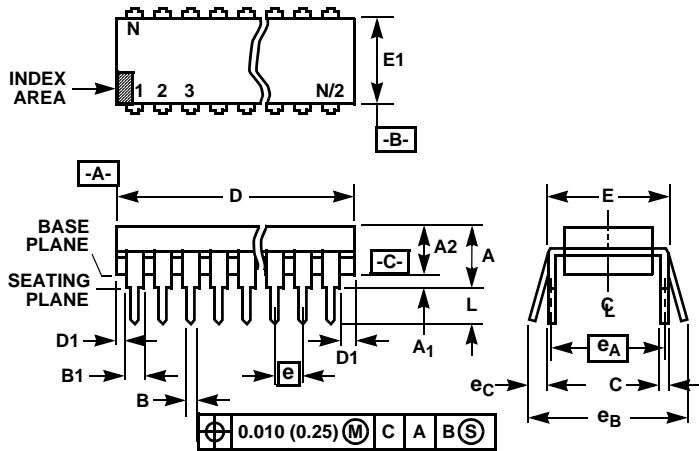 N
E1
INDEX
AREA
1 2 3 N/2
-B-
-A-
D
E
BASE
PLANE
A2
A
-C-
SEATING
PLANE
L
C
L
D1
A1
D1
eA
B1
e
eC
C
B
eB
0.010 (0.25) M C A B S